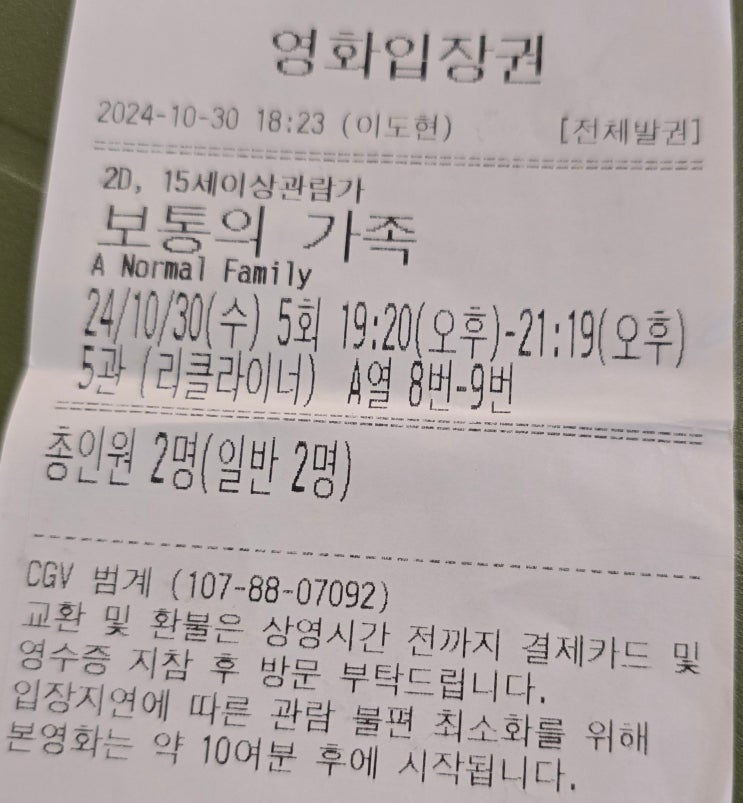 영화입장권
2024-10-30 18:23 (이도현) [전체발권]
2D, 15세이상관람가
보통의 가족
A Normal Family
24/10/30(수) 5회 19:20(오후)-21:19(오후)
5관 (리클라이너) A열 8번-9번
총인원 2명(일반 2명)
CGV 범계 (107-88-07092)
교환 및 환불은 상영시간 전까지 결제카드 및
영수증 지참 후 방문 부탁드립니다.
입장지연에 따른 관람 불편 최소화를 위해
본영화는 약 10여분 후에 시작됩니다.